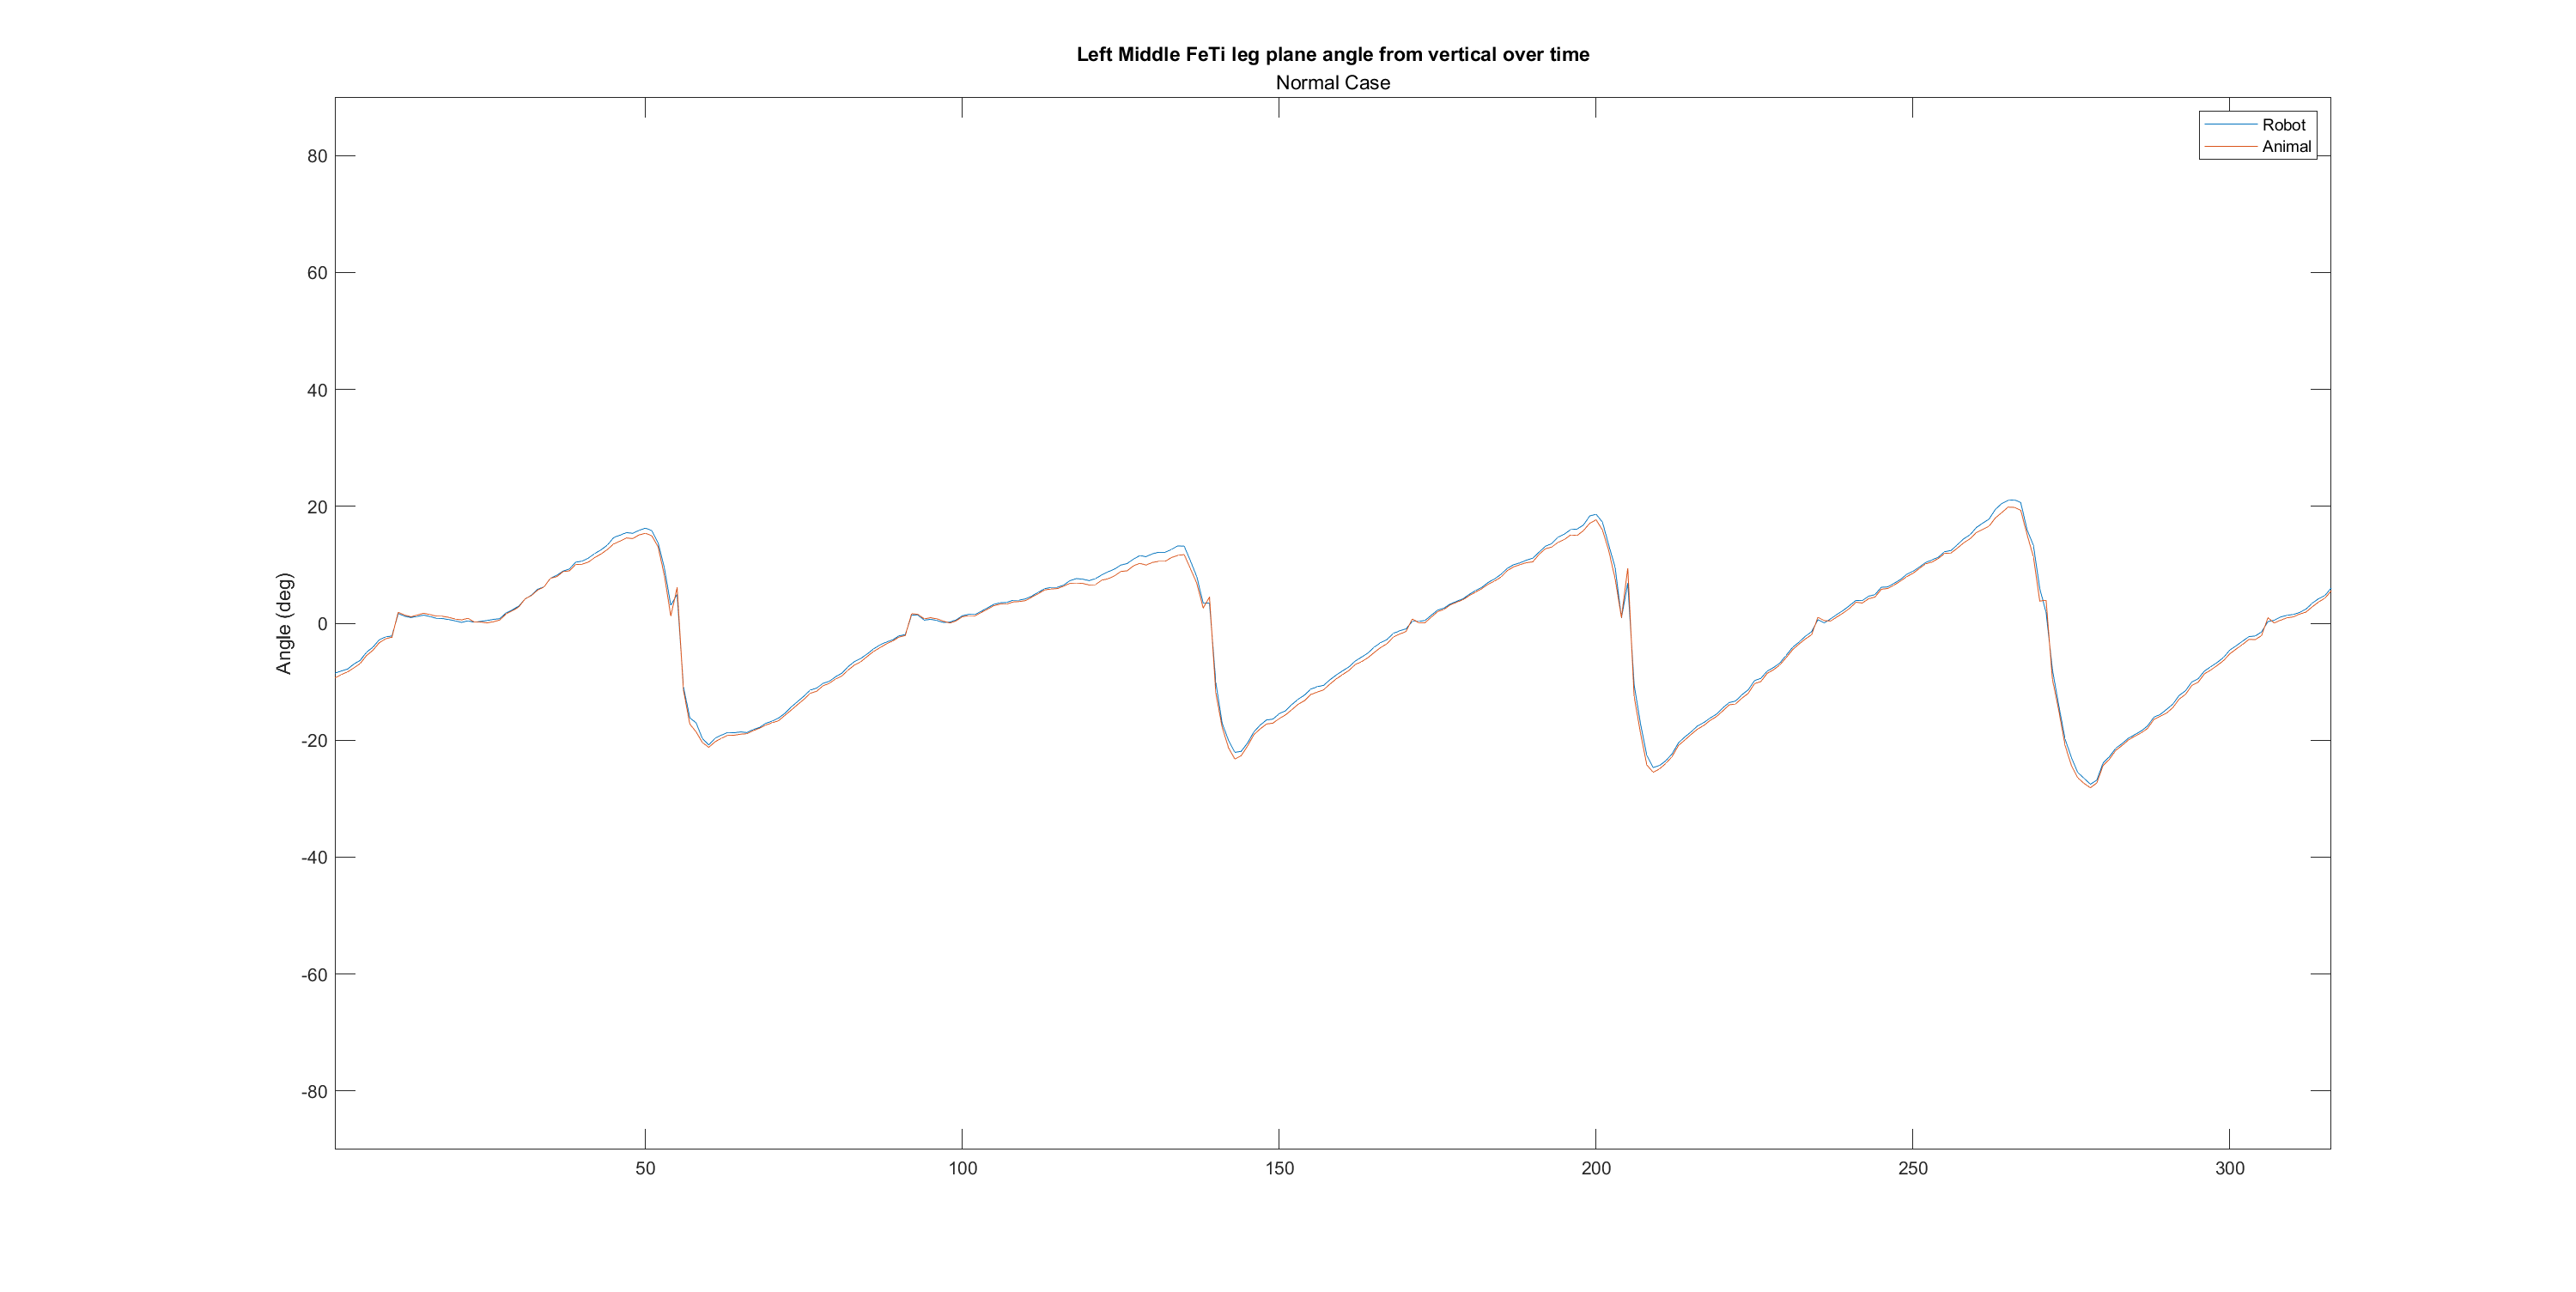 Left Middle FeTi leg plane angle from vertical over time
Normal Case
Robot
Animal
Angle (deg)
80
60
40
20
0
-20
-40
-60
-80
50 100 150 200 250 300